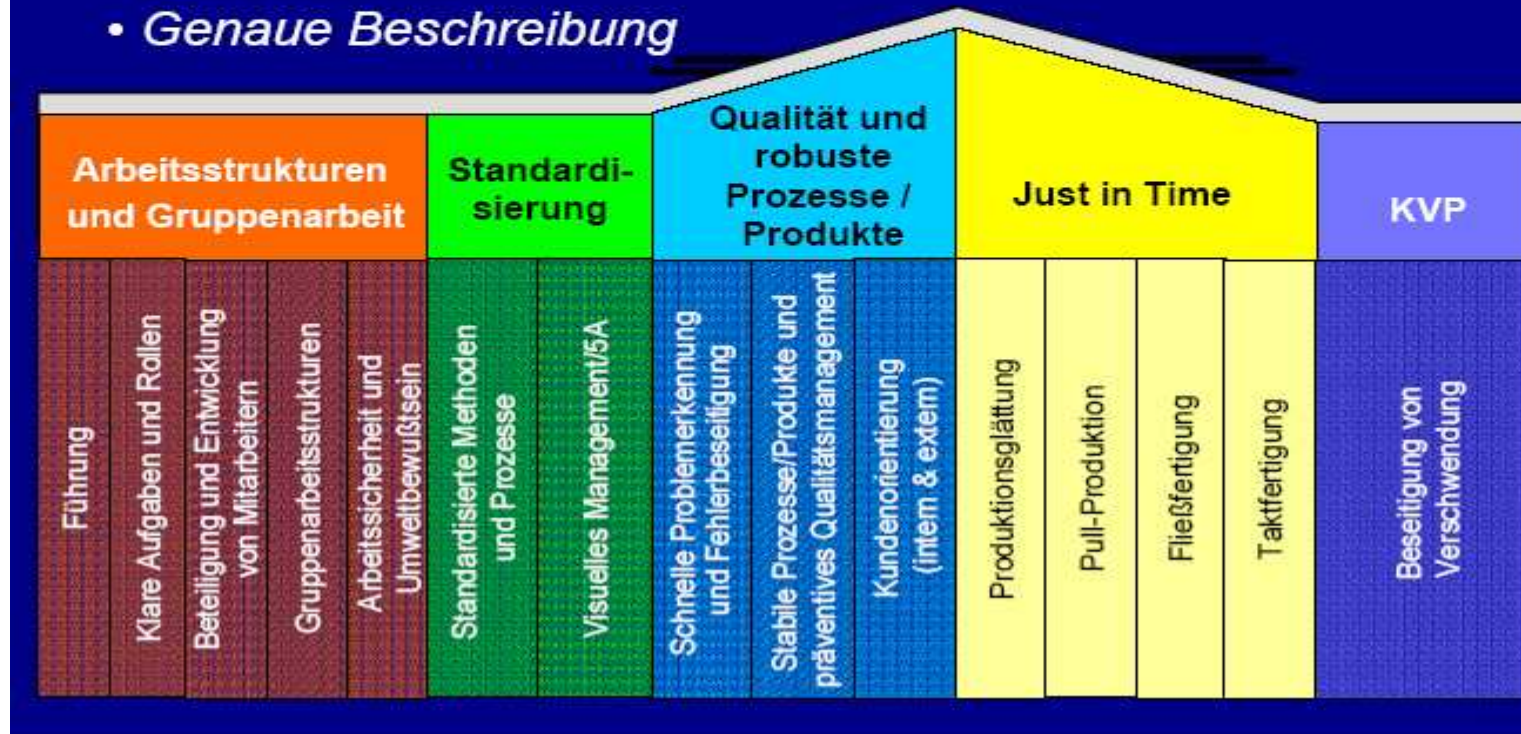 • Genaue Beschreibung
Arbeitsstrukturen
und Gruppenarbeit
Standardi-
sierung
Qualität und
robuste
Prozesse /
Produkte
Just in Time
KVP
Führung
Klare Aufgaben und Rollen
Beteiligung und Entwicklung
von Mitarbeitern
Gruppenarbeitsstrukturen
Arbeitssicherheit und
Umweltbewußtsein
Standardisierte Methoden
und Prozesse
Visuelles Management/5A
Schnelle Problemerkennung
und Fehlerbeseitigung
Stabile Prozesse/Produkte und
präventives Qualitätsmanagement
Kundenorientierung
(intern & extern)
Produktionsglättung
Pull-Produktion
Fließfertigung
Taktfertigung
Beseitigung von
Verschwendung